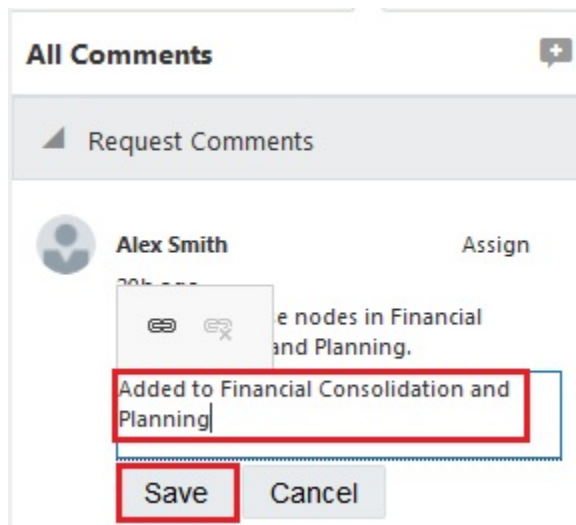 All Comments
Request Comments
Alex Smith Assign
ago
e nodes in Financial
and Planning.
Added to Financial Consolidation and
Planning
Save Cancel